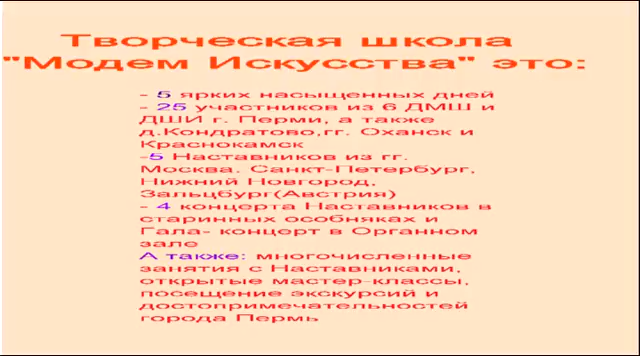 Творческая школа
"Модем Искусства" это:
- 5 ярких насыщенных дней
- 25 участников из 6 ДМШ и
ДШИ г. Перми, а также
д.Кондратово,гг. Оханск и
Краснокамск
-5 Наставников из гг.
Москва. Санкт-Петербург,
Нижний Новгород,
Зальцбург(Австрия)
- 4 концерта Наставников в
старинных особняках и
Гала- концерт в Органном
зале
А также: многочисленные
занятия с Наставниками,
открытые мастер-классы,
посещение экскурсий и
достопримечательностей
города Пермь